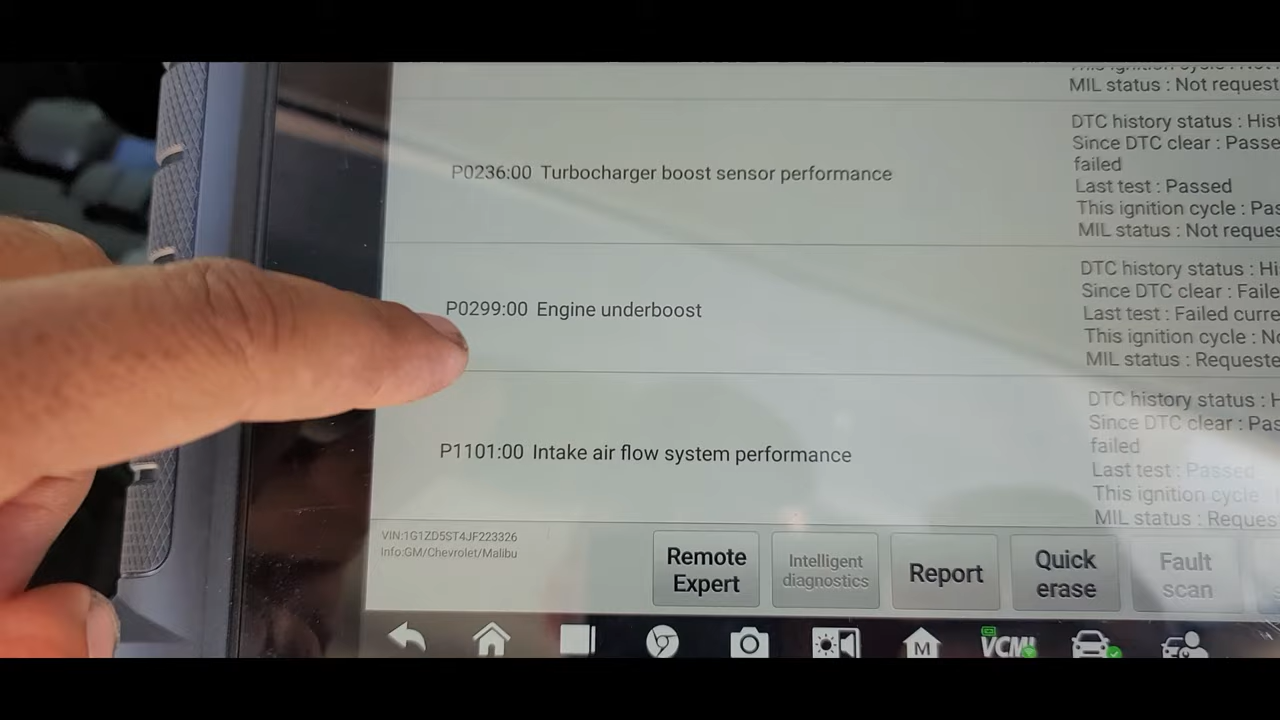 MIL status : Not request
DTC history status : Hist
Since DTC clear : Passe
failed
P0236:00 Turbocharger boost sensor performance
Last test : Passed
This ignition cycle : Pas
MIL status : Not reques
DTC history status : Hi
Since DTC clear : Faile
P0299:00 Engine underboost
Last test : Failed curre
This ignition cycle : No
MIL status : Requeste
DTC history status : H
Since DTC clear : Pas
failed
P1101:00 Intake air flow system performance
Last test : Passed
This ignition cycle
MIL status : Reques
VIN:1G1ZD5ST4JF223326
Info:GM/Chevrolet/Malibu
Remote
Expert
Intelligent
diagnostics
Report
Quick
erase
Fault
scan
M
VCMI